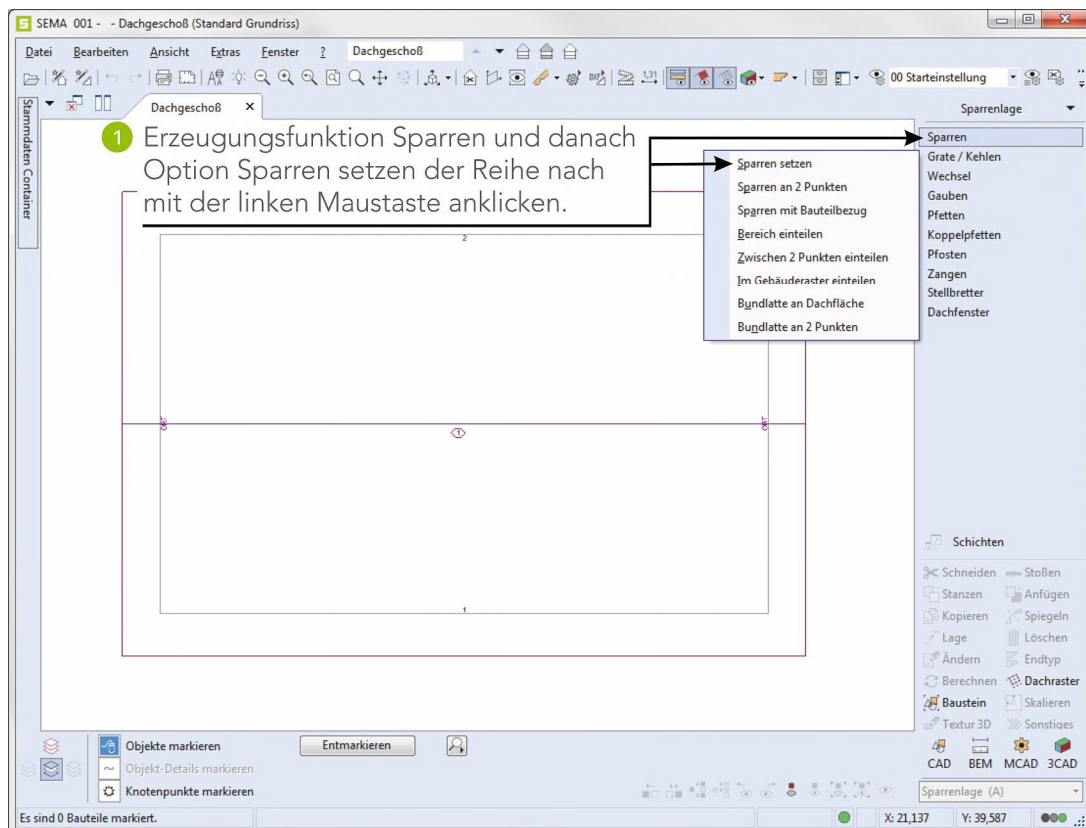 SEMA 001 - - Dachgeschoß (Standard Grundriss)
Datei Bearbeiten Ansicht Extras Fenster ? Dachgeschoß
00 Starteinstellung
Stammdaten Container
Dachgeschoß x
Sparrenlage
1 Erzeugungsfunktion Sparren und danach
Option Sparren setzen der Reihe nach
mit der linken Maustaste anklicken.
Sparren
Grate / Kehlen
Wechsel
Gauben
Pfetten
Koppelpfetten
Pfosten
Zangen
Stellbretter
Dachfenster
Sparren setzen
Sparren an 2 Punkten
Sparren mit Bauteilbezug
Bereich einteilen
Zwischen 2 Punkten einteilen
Im Gebäuderaster einteilen
Bundlatte an Dachfläche
Bundlatte an 2 Punkten
2
ORT
ORT
1
1
Schichten
Schneiden Stoßen
Stanzen Anfügen
Kopieren Spiegeln
Lage Löschen
Ändern Endtyp
Berechnen Dachraster
Baustein Skalieren
Textur 3D Sonstiges
CAD BEM MCAD 3CAD
Objekte markieren Entmarkieren
Objekt-Details markieren
Knotenpunkte markieren
Sparrenlage (A)
Es sind 0 Bauteile markiert. X: 21,137 Y: 39,587